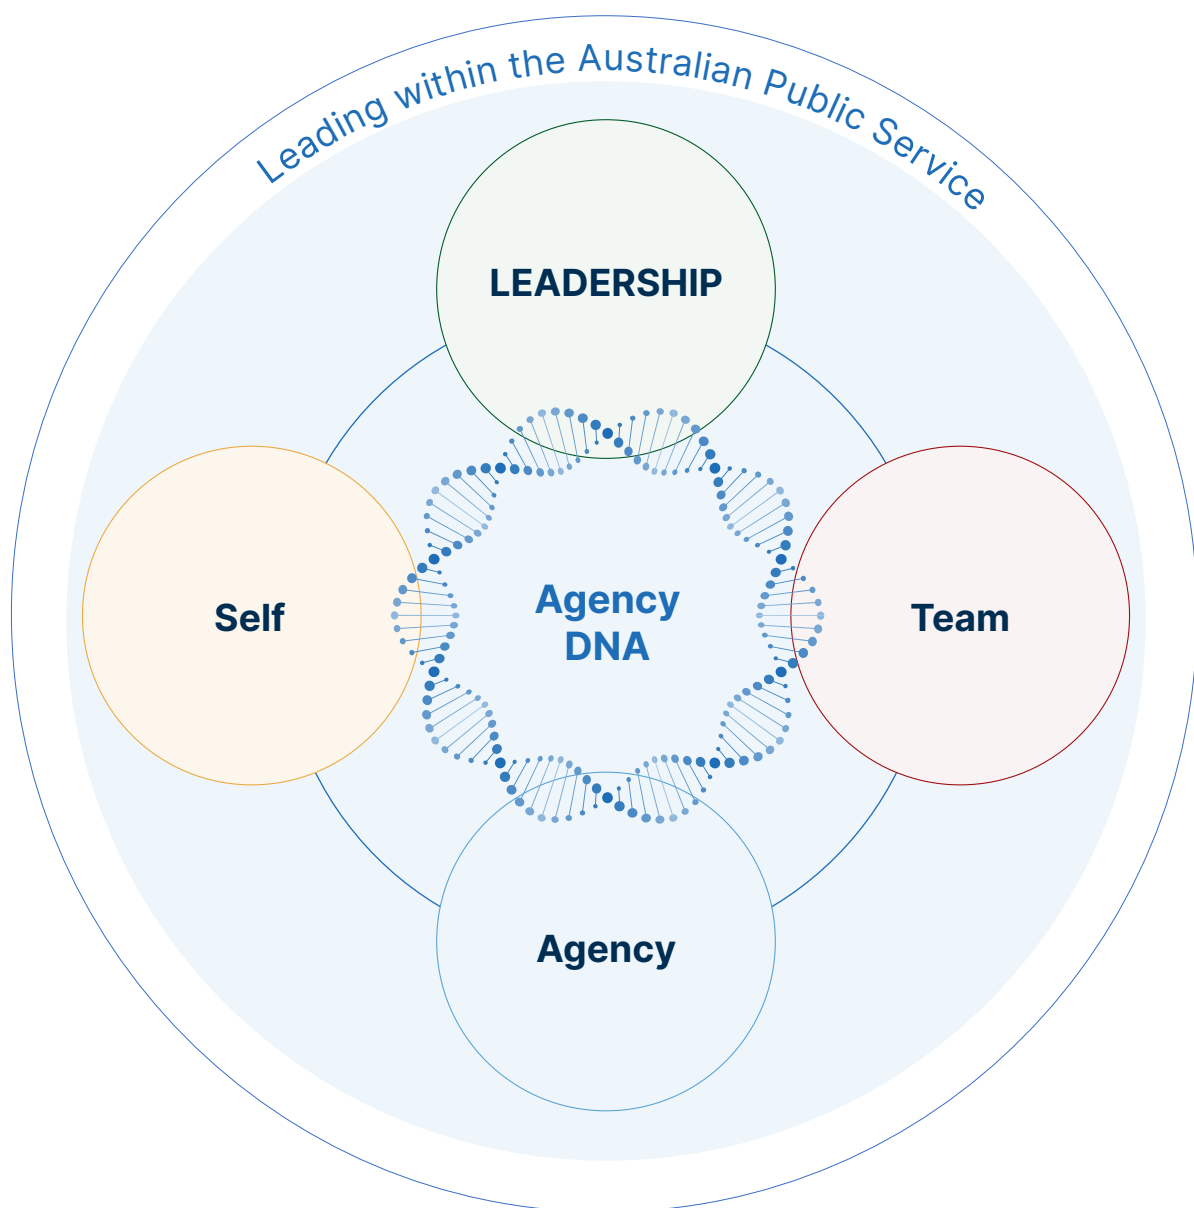 Leading within the Australian Public Service
LEADERSHIP
Self
Agency
DNA
Team
Agency